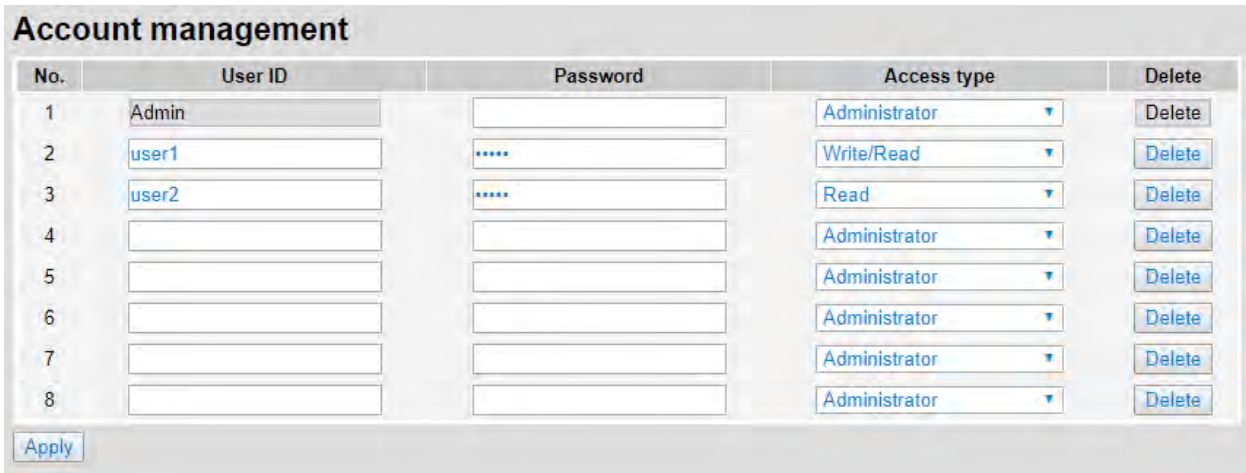 Account management
No. User ID Password Access type Delete
1 Admin Administrator Delete
2 user1 ••••• Write/Read Delete
3 user2 ••••• Read Delete
4 Administrator Delete
5 Administrator Delete
6 Administrator Delete
7 Administrator Delete
8 Administrator Delete
Apply